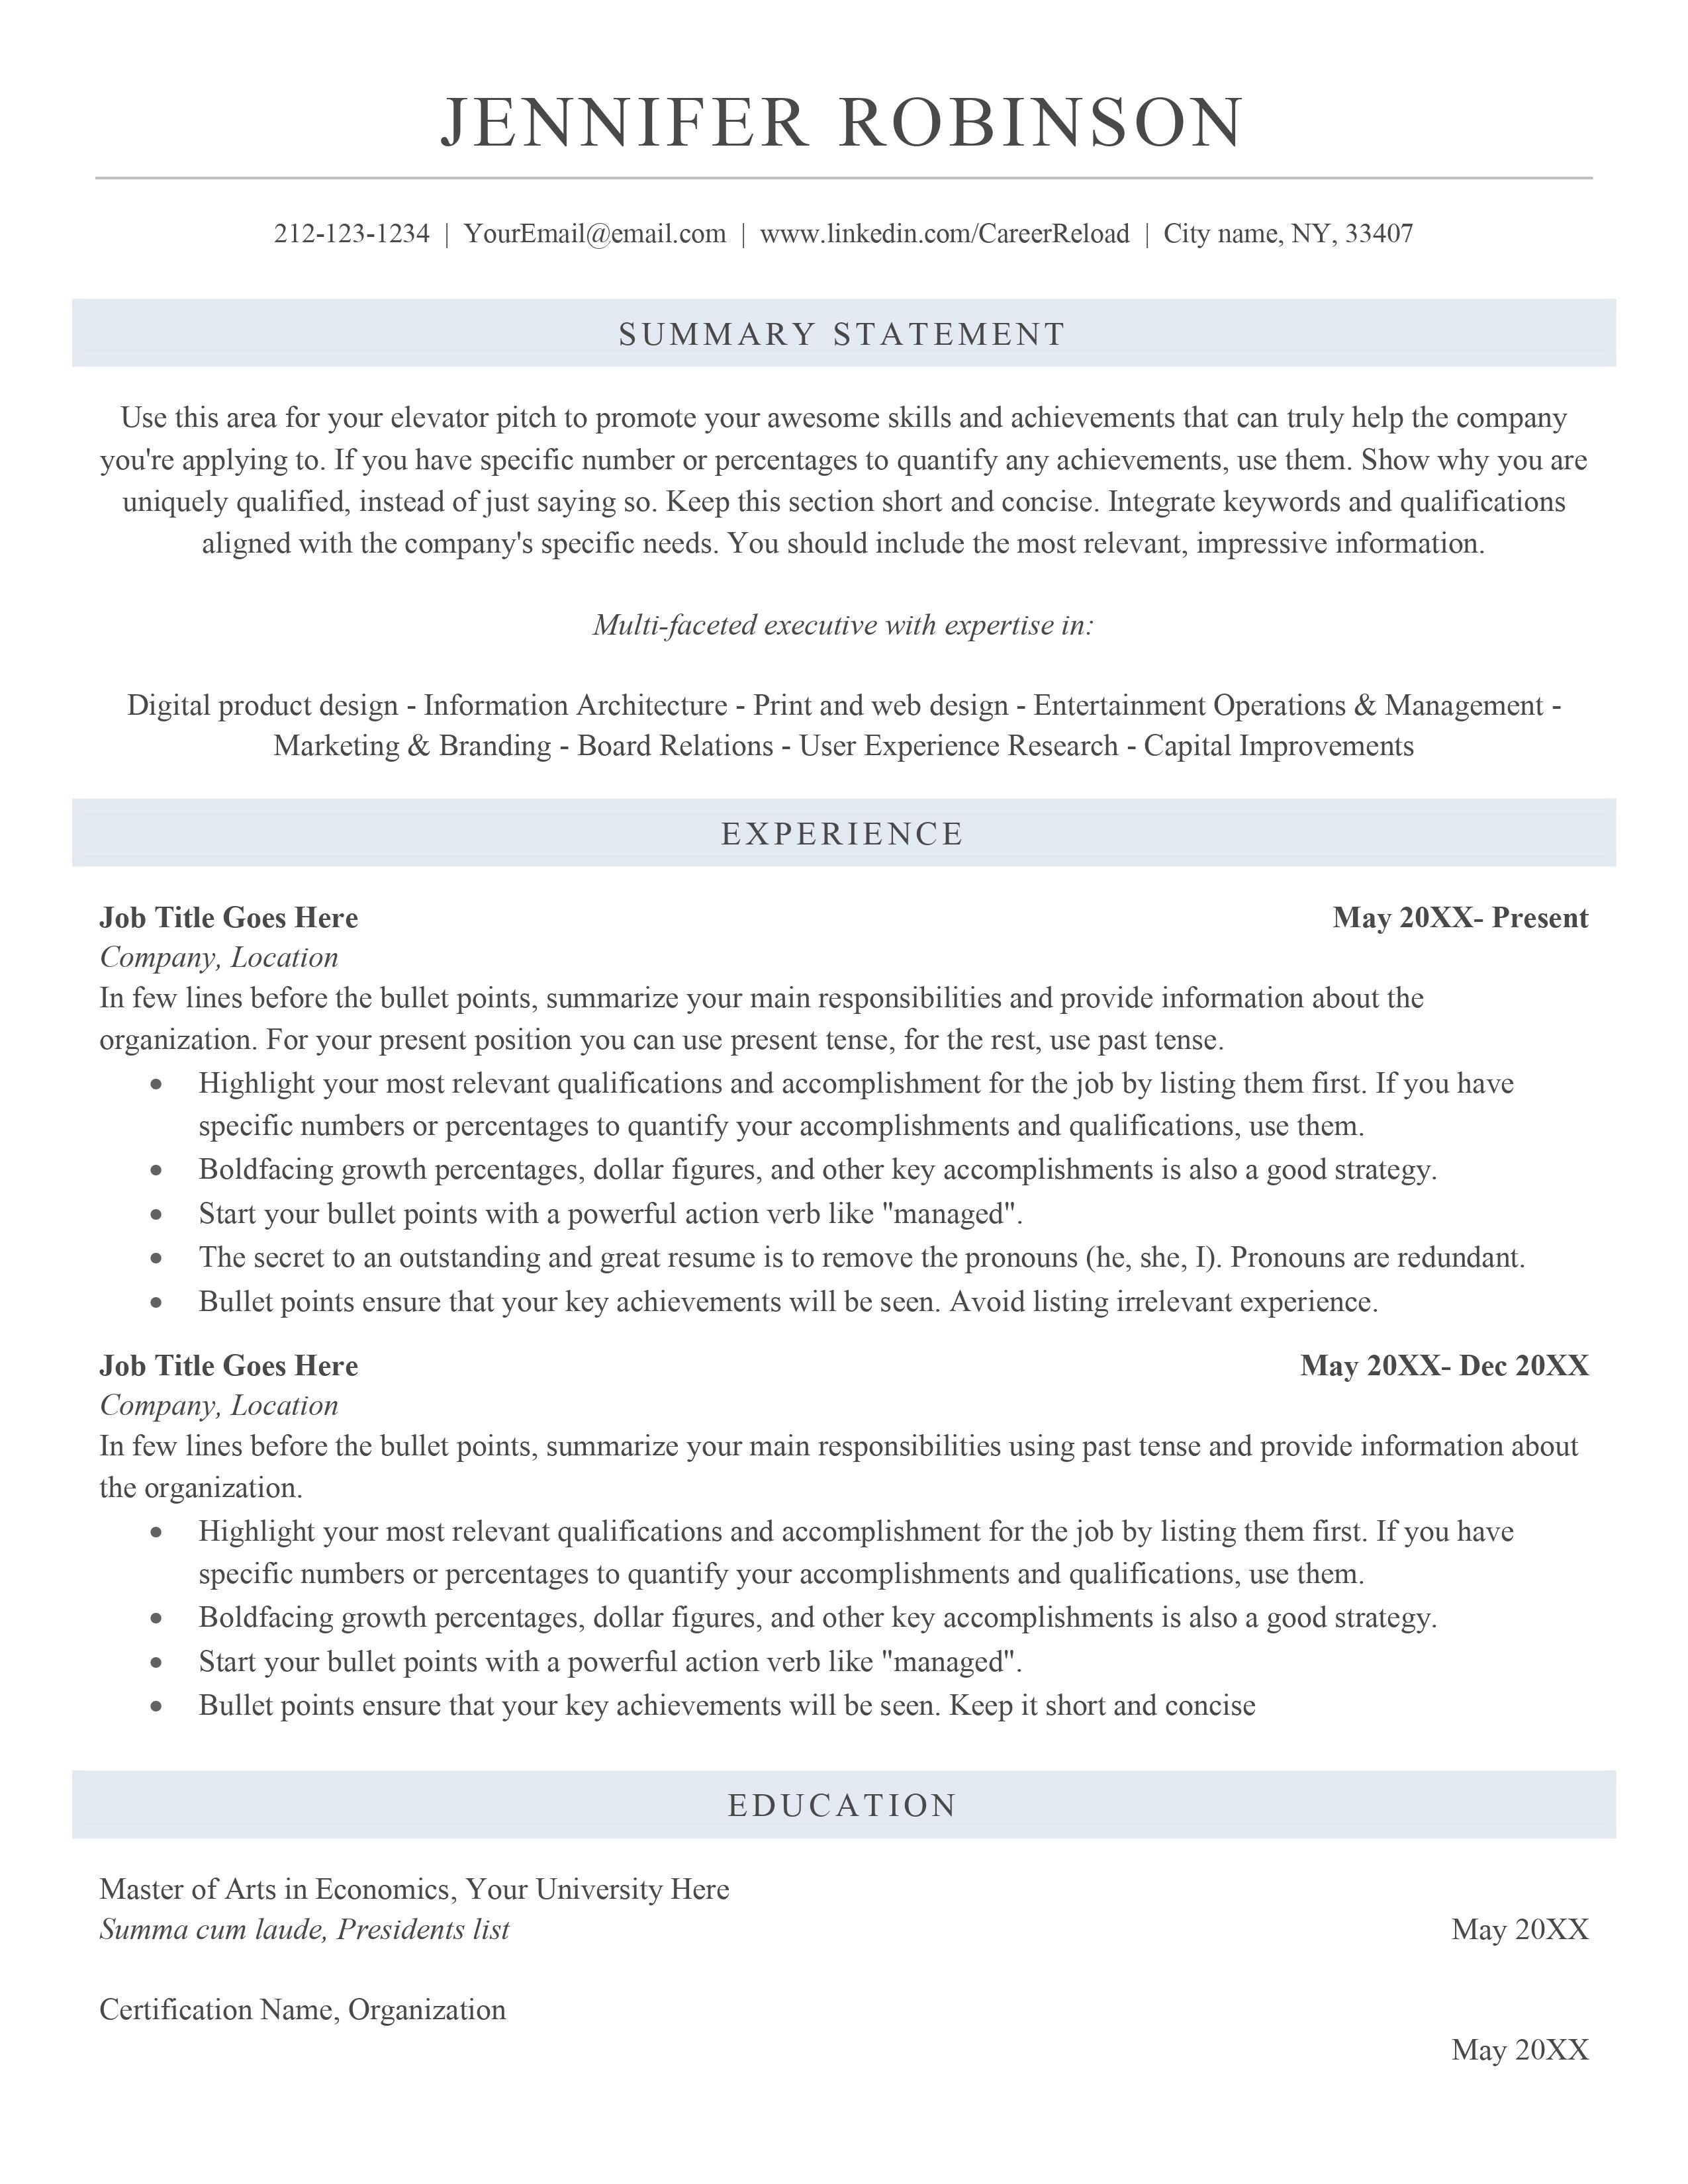 JENNIFER ROBINSON
212-123-1234 | YourEmail@email.com | www.linkedin.com/CareerReload | City name, NY, 33407
SUMMARY STATEMENT
Use this area for your elevator pitch to promote your awesome skills and achievements that can truly help the company
you're applying to. If you have specific number or percentages to quantify any achievements, use them. Show why you are
uniquely qualified, instead of just saying so. Keep this section short and concise. Integrate keywords and qualifications
aligned with the company's specific needs. You should include the most relevant, impressive information.
Multi-faceted executive with expertise in:
Digital product design - Information Architecture - Print and web design - Entertainment Operations & Management -
Marketing & Branding - Board Relations - User Experience Research - Capital Improvements
EXPERIENCE
Job Title Goes Here May 20XX- Present
Company, Location
In few lines before the bullet points, summarize your main responsibilities and provide information about the
organization. For your present position you can use present tense, for the rest, use past tense.
• Highlight your most relevant qualifications and accomplishment for the job by listing them first. If you have
specific numbers or percentages to quantify your accomplishments and qualifications, use them.
• Boldfacing growth percentages, dollar figures, and other key accomplishments is also a good strategy.
• Start your bullet points with a powerful action verb like "managed".
• The secret to an outstanding and great resume is to remove the pronouns (he, she, I). Pronouns are redundant.
• Bullet points ensure that your key achievements will be seen. Avoid listing irrelevant experience.
Job Title Goes Here May 20XX- Dec 20XX
Company, Location
In few lines before the bullet points, summarize your main responsibilities using past tense and provide information about
the organization.
• Highlight your most relevant qualifications and accomplishment for the job by listing them first. If you have
specific numbers or percentages to quantify your accomplishments and qualifications, use them.
• Boldfacing growth percentages, dollar figures, and other key accomplishments is also a good strategy.
• Start your bullet points with a powerful action verb like "managed".
• Bullet points ensure that your key achievements will be seen. Keep it short and concise
EDUCATION
Master of Arts in Economics, Your University Here
Summa cum laude, Presidents list May 20XX
Certification Name, Organization
May 20XX